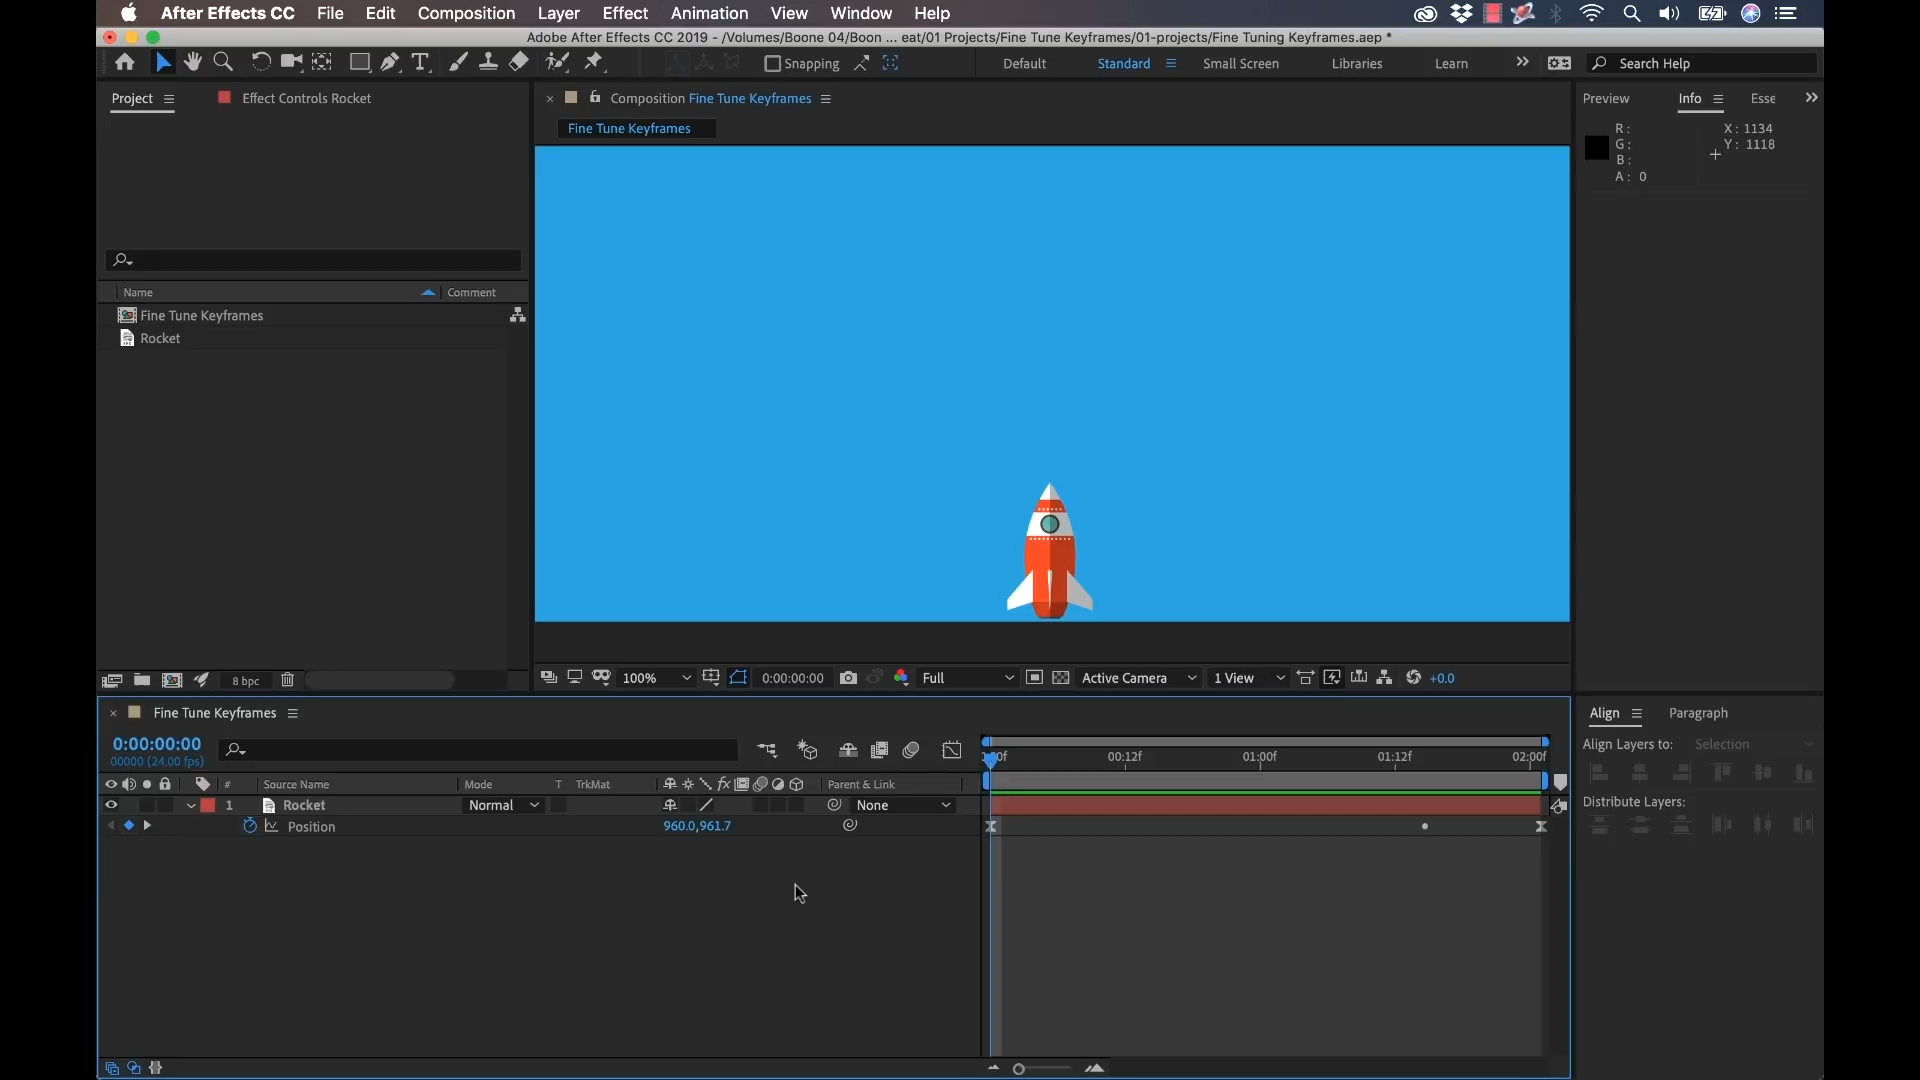 After Effects CC File Edit Composition Layer Effect Animation View Window Help
Adobe After Effects CC 2019 - /Volumes/Boone 04/Boon ... eat/01 Projects/Fine Tune Keyframes/01-projects/Fine Tuning Keyframes.aep *
Snapping Default Standard Small Screen Libraries Learn Search Help
Project Effect Controls Rocket
Composition Fine Tune Keyframes
Fine Tune Keyframes
Preview Info Esse
R: X: 1134
G: Y: 1118
B:
A: 0
Name Comment
Fine Tune Keyframes
Rocket
8 bpc
100% 0:00:00:00 Full Active Camera 1 View +0.0
Fine Tune Keyframes
0:00:00:00
00000 (24.00 fps)
00:12f 01:00f 01:12f 02:00f
# Source Name Mode T TrkMat fx Parent & Link
1 Rocket Normal None
Position 960.0,961.7
Align Paragraph
Align Layers to: Selection
Distribute Layers: